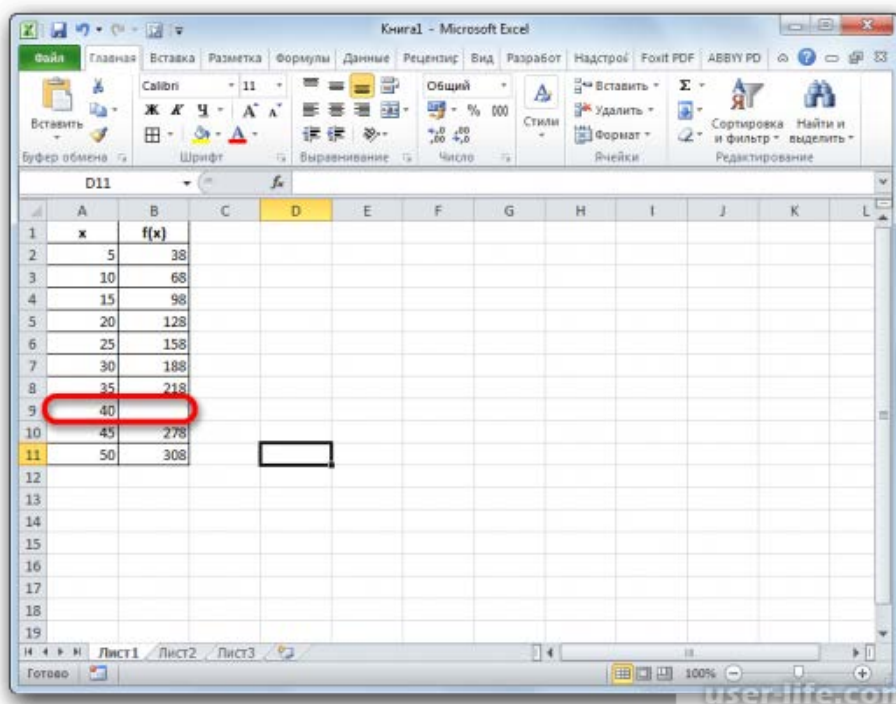 Книга1 - Microsoft Excel
Файл Главная Вставка Разметка Формулы Данные Рецензир Вид Разработ Надстрой Foxit PDF ABBYY PD
Calibri 11 Общий Вставить Σ
Вставить Ж К Ч A A % 000 Стили Удалить Сортировка и фильтр Найти и выделить
Формат
Буфер обмена Шрифт Выравнивание Число Ячейки Редактирование
D11 fx
A B C D E F G H I J K L
1 x f(x)
2 5 38
3 10 68
4 15 98
5 20 128
6 25 158
7 30 188
8 35 218
9 40
10 45 278
11 50 308
12
13
14
15
16
17
18
19
Лист1 Лист2 Лист3
Готово 100%
user-life.com